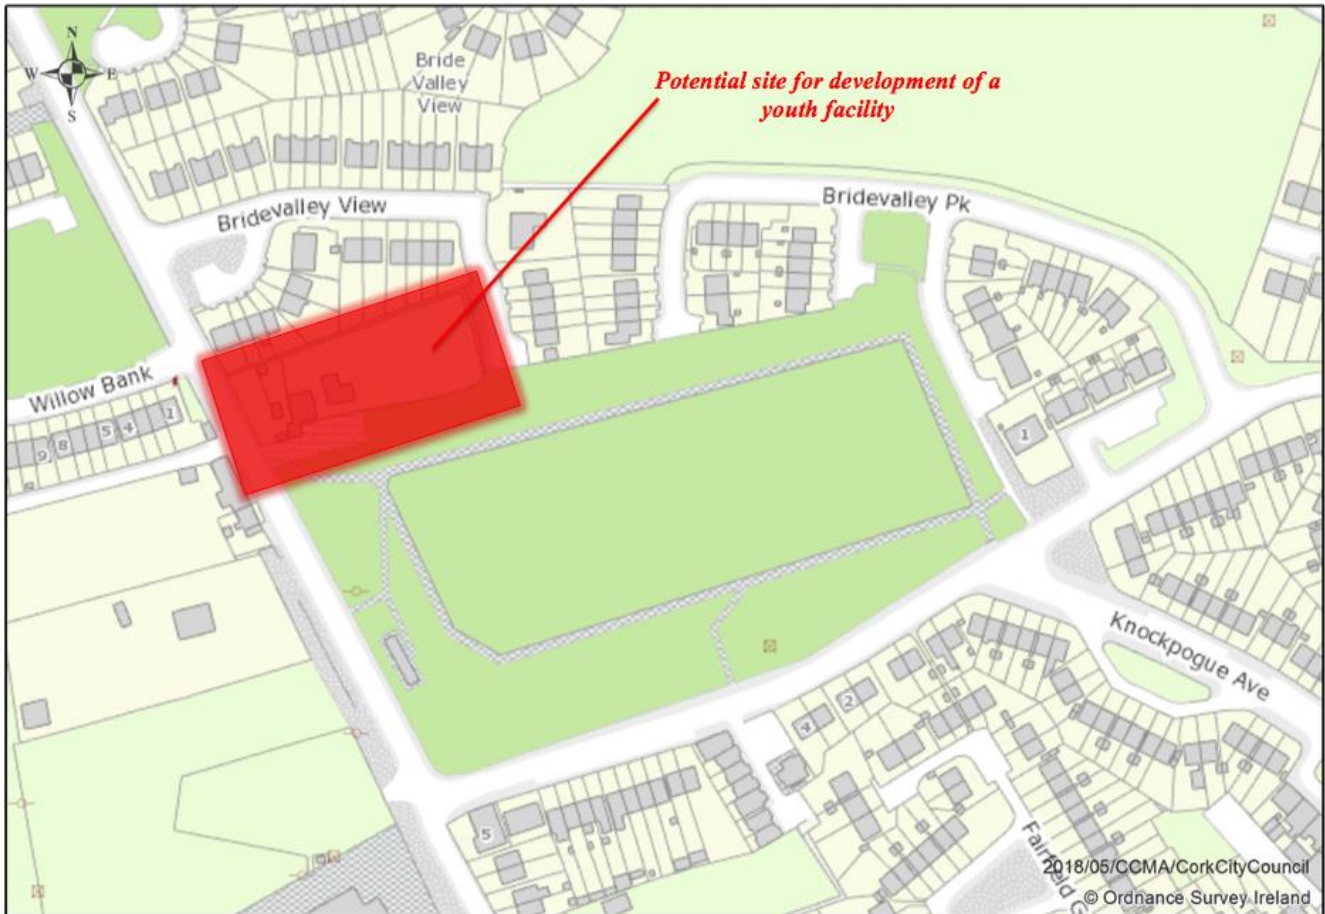 N
W E
S
Bride
Valley
View
Potential site for development of a
youth facility
Bridevalley View
Bridevalley Pk
Willow Bank
9 8 5 4 1
1
Knockpogue Ave
2
4
5
Fairfield G
2018/05/CCMA/CorkCityCouncil
© Ordnance Survey Ireland